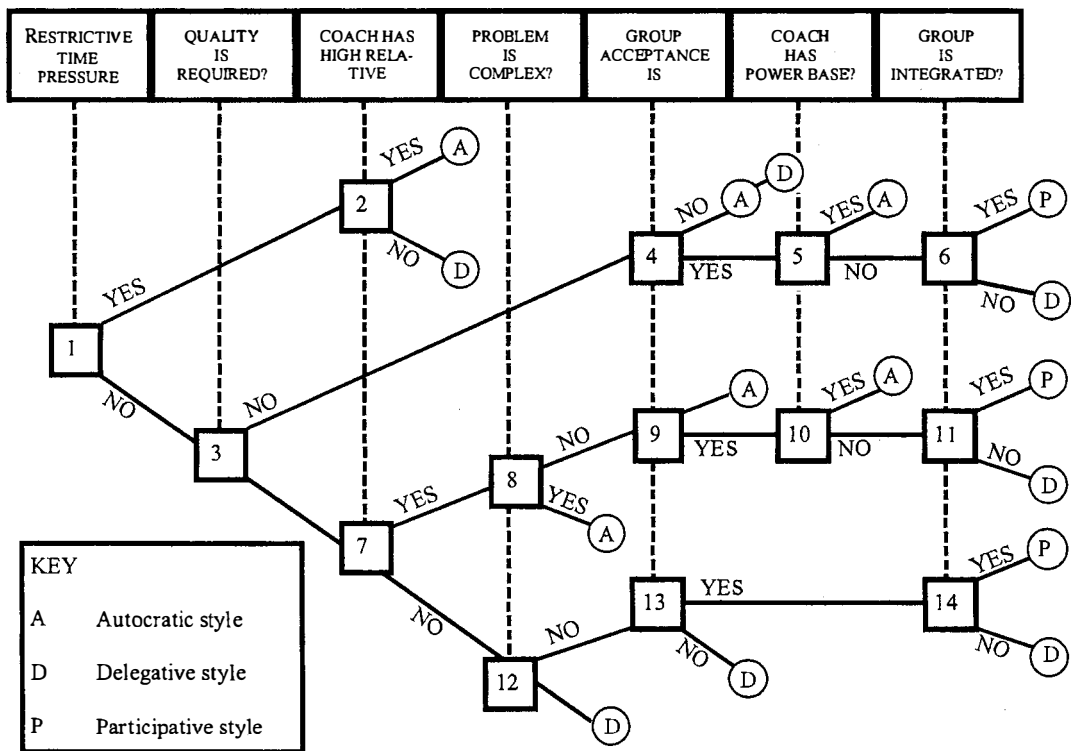 RESTRICTIVE
TIME
PRESSURE
QUALITY
IS
REQUIRED?
COACH HAS
HIGH RELA-
TIVE
PROBLEM
IS
COMPLEX?
GROUP
ACCEPTANCE
IS
COACH
HAS
POWER BASE?
GROUP
IS
INTEGRATED?
YES
A
2
NO
D
NO
A
D
4
YES
YES
A
5
NO
YES
P
6
NO
D
YES
1
NO
3
NO
A
9
YES
YES
A
10
NO
YES
P
11
NO
D
NO
8
YES
A
YES
7
NO
NO
13
YES
NO
D
YES
P
14
NO
D
12
D
KEY
A Autocratic style
D Delegative style
P Participative style